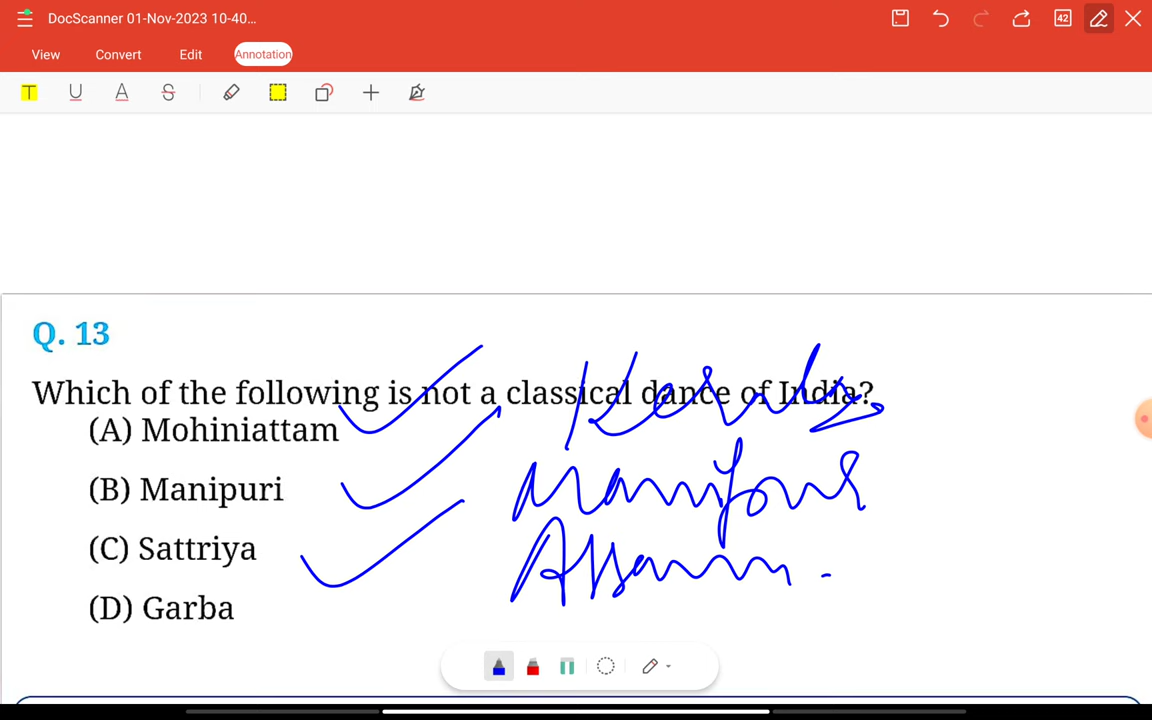 DocScanner 01-Nov-2023 10-40...
42
View Convert Edit Annotation
T U A S
Q. 13
Which of the following is not a classical dance of India?
(A) Mohiniattam
Kerala
(B) Manipuri
Manipur
(C) Sattriya
Assam
(D) Garba